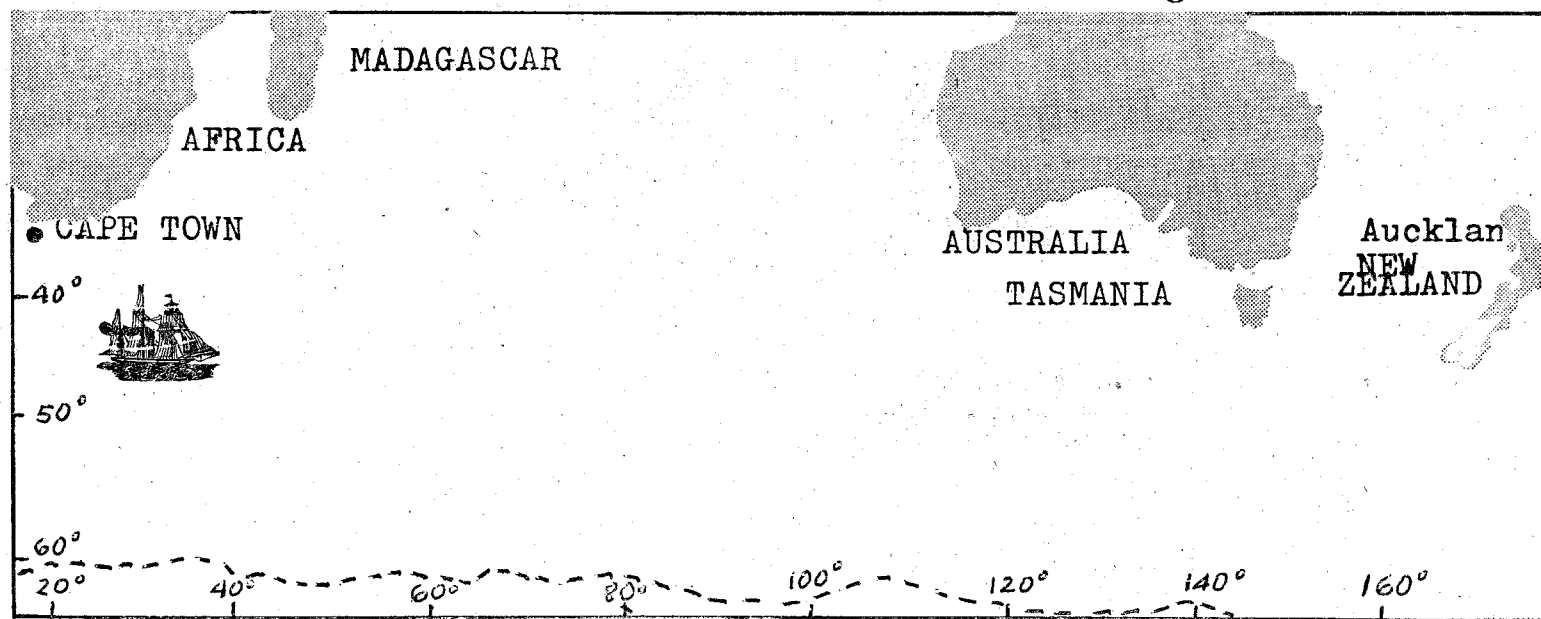 MADAGASCAR
AFRICA
CAPE TOWN
Aucklan
AUSTRALIA
NEW
ZEALAND
TASMANIA
40°
50°
60°
20°
40°
60°
80°
100°
120°
140°
160°